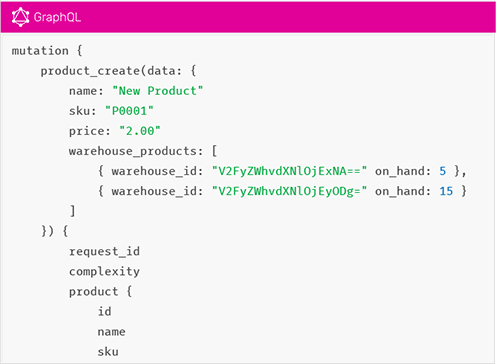 GraphQL
mutation {
product_create(data: {
name: "New Product"
sku: "P0001"
price: "2.00"
warehouse_products: [
{ warehouse_id: "V2FyZWhvdXNlOjExNA==" on_hand: 5 },
{ warehouse_id: "V2FyZWhvdXNlOjEyODg=" on_hand: 15 }
]
}) {
request_id
complexity
product {
id
name
sku